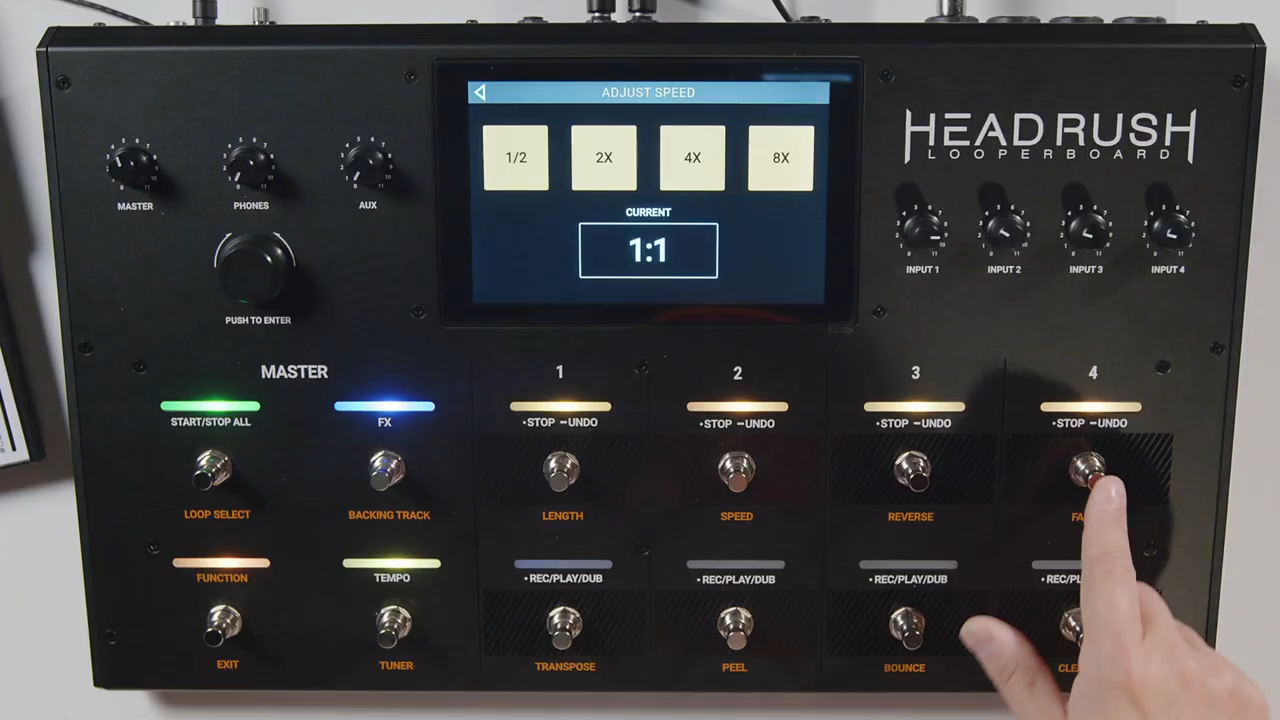 ADJUST SPEED
1/2 2X 4X 8X
CURRENT
1:1
HEADRUSH
LOOPERBOARD
MASTER PHONES AUX
PUSH TO ENTER
INPUT 1 INPUT 2 INPUT 3 INPUT 4
MASTER 1 2 3 4
START/STOP ALL FX •STOP –UNDO •STOP –UNDO •STOP –UNDO •STOP –UNDO
LOOP SELECT BACKING TRACK LENGTH SPEED REVERSE
FUNCTION TEMPO •REC/PLAY/DUB •REC/PLAY/DUB •REC/PLAY/DUB
EXIT TUNER TRANSPOSE PEEL BOUNCE